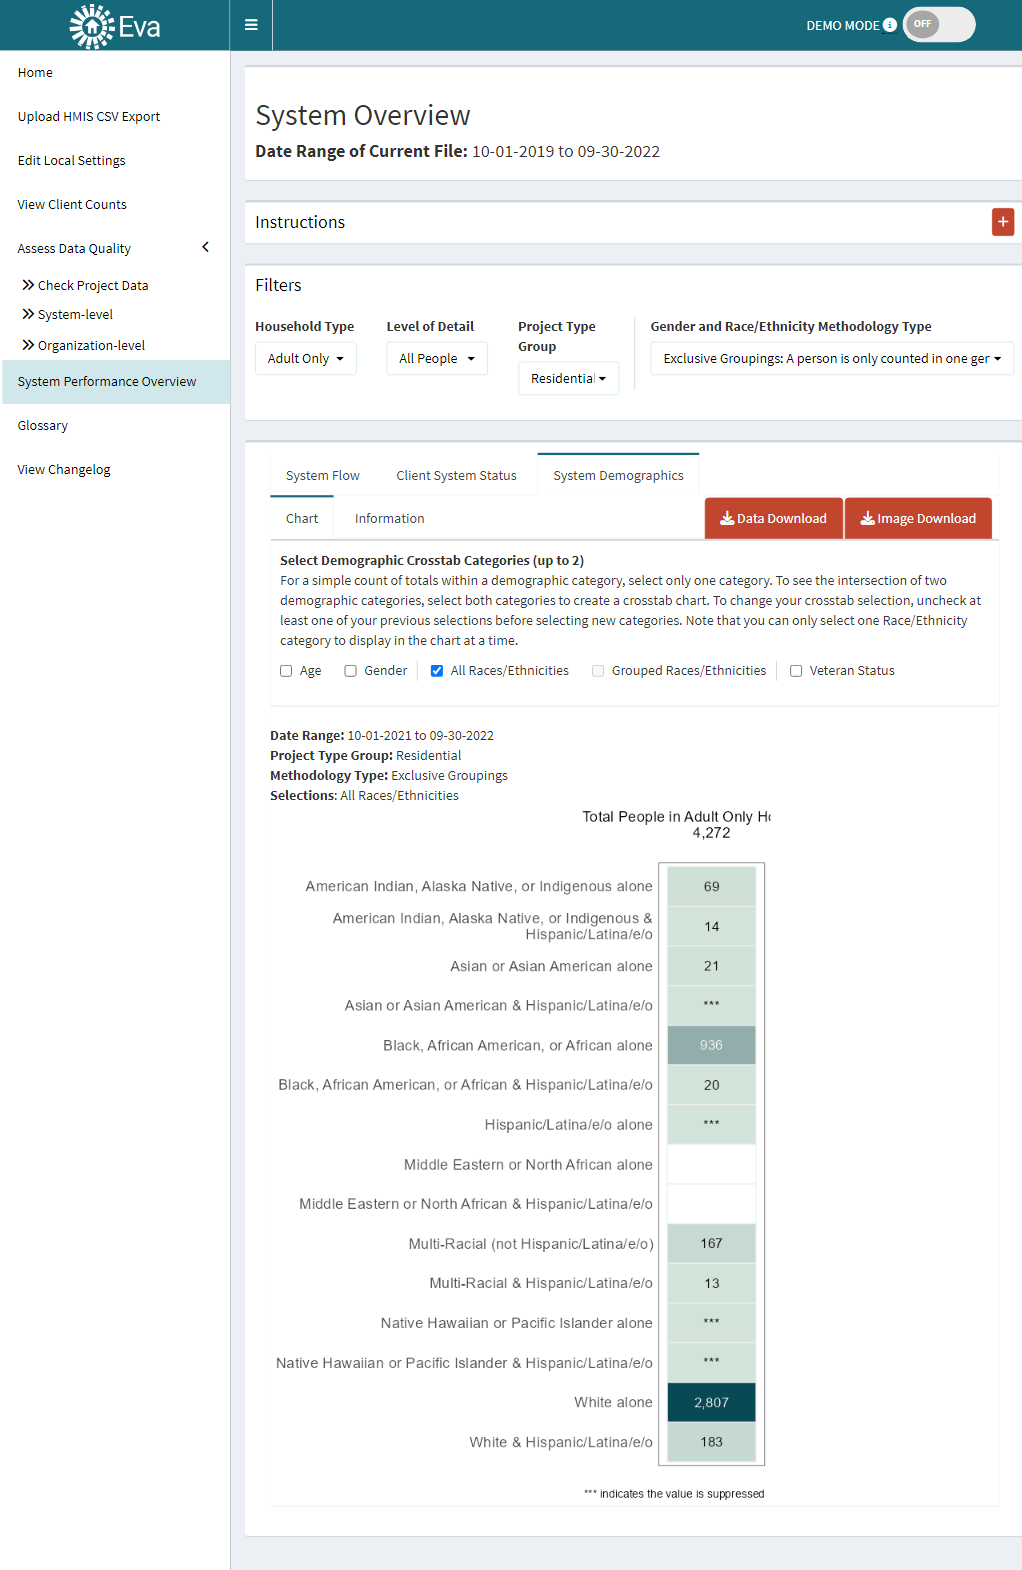 Eva
DEMO MODE
OFF
Home
Upload HMIS CSV Export
Edit Local Settings
View Client Counts
Assess Data Quality
Check Project Data
System-level
Organization-level
System Performance Overview
Glossary
View Changelog
System Overview
Date Range of Current File: 10-01-2019 to 09-30-2022
Instructions
+
Filters
Household Type
Adult Only
Level of Detail
All People
Project Type
Group
Residential
Gender and Race/Ethnicity Methodology Type
Exclusive Groupings: A person is only counted in one ger
System Flow
Client System Status
System Demographics
Chart
Information
Data Download
Image Download
Select Demographic Crosstab Categories (up to 2)
For a simple count of totals within a demographic category, select only one category. To see the intersection of two
demographic categories, select both categories to create a crosstab chart. To change your crosstab selection, uncheck at
least one of your previous selections before selecting new categories. Note that you can only select one Race/Ethnicity
category to display in the chart at a time.
Age
Gender
All Races/Ethnicities
Grouped Races/Ethnicities
Veteran Status
Date Range: 10-01-2021 to 09-30-2022
Project Type Group: Residential
Methodology Type: Exclusive Groupings
Selections: All Races/Ethnicities
Total People in Adult Only Ho
4,272
American Indian, Alaska Native, or Indigenous alone 69
American Indian, Alaska Native, or Indigenous &
Hispanic/Latina/e/o 14
Asian or Asian American alone 21
Asian or Asian American & Hispanic/Latina/e/o ***
Black, African American, or African alone 936
Black, African American, or African & Hispanic/Latina/e/o 20
Hispanic/Latina/e/o alone ***
Middle Eastern or North African alone
Middle Eastern or North African & Hispanic/Latina/e/o
Multi-Racial (not Hispanic/Latina/e/o) 167
Multi-Racial & Hispanic/Latina/e/o 13
Native Hawaiian or Pacific Islander alone ***
Native Hawaiian or Pacific Islander & Hispanic/Latina/e/o ***
White alone 2,807
White & Hispanic/Latina/e/o 183
*** indicates the value is suppressed